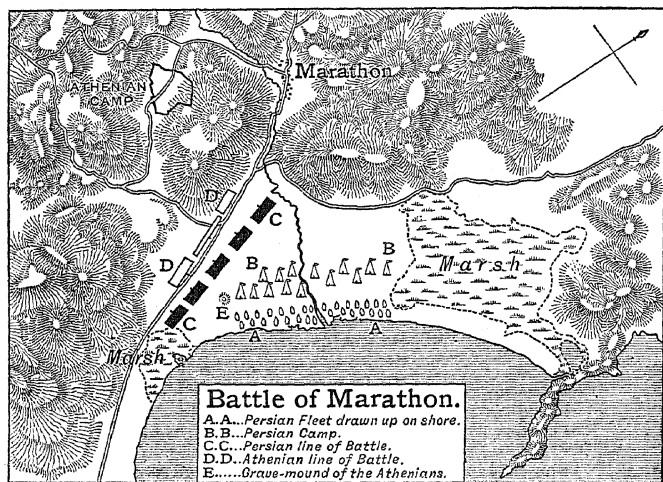 Marathon
ATHENIAN
CAMP
D
C
B
B
Marsh
D
E
C
A
A
Marsh
Battle of Marathon.
A.A...Persian Fleet drawn up on shore.
B.B...Persian Camp.
C.C...Persian line of Battle.
D.D...Athenian line of Battle.
E......Grave-mound of the Athenians.